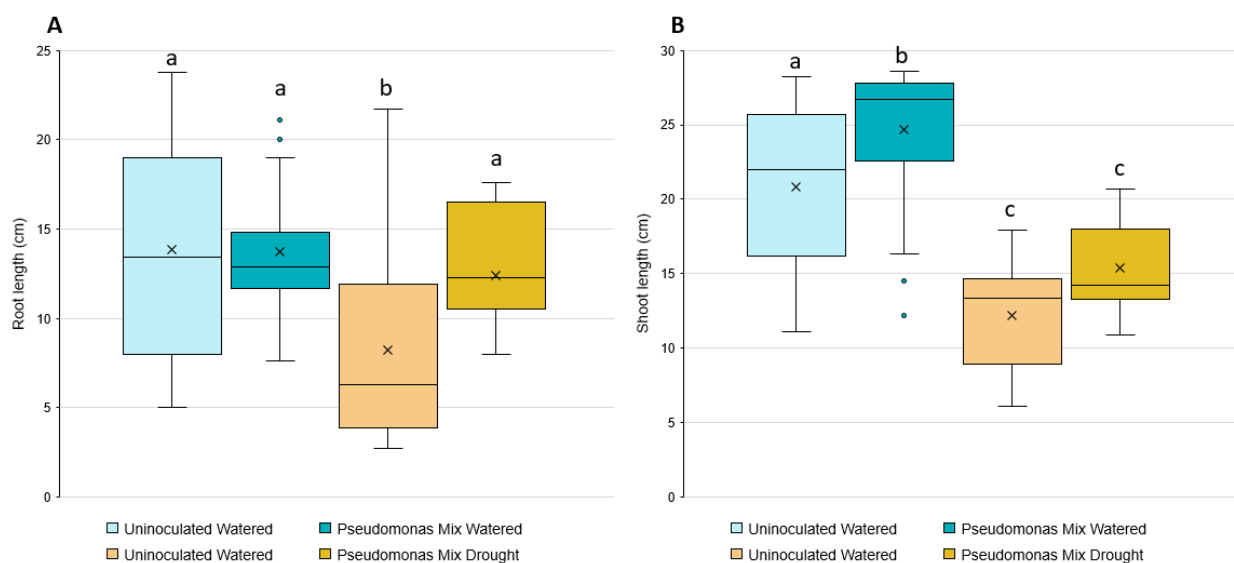 A
25
20
15
10
5
0
Root length (cm)
a
a
b
a
Uninoculated Watered
Pseudomonas Mix Watered
Uninoculated Watered
Pseudomonas Mix Drought
B
30
25
20
15
10
5
0
Shoot length (cm)
a
b
c
c
Uninoculated Watered
Pseudomonas Mix Watered
Uninoculated Watered
Pseudomonas Mix Drought